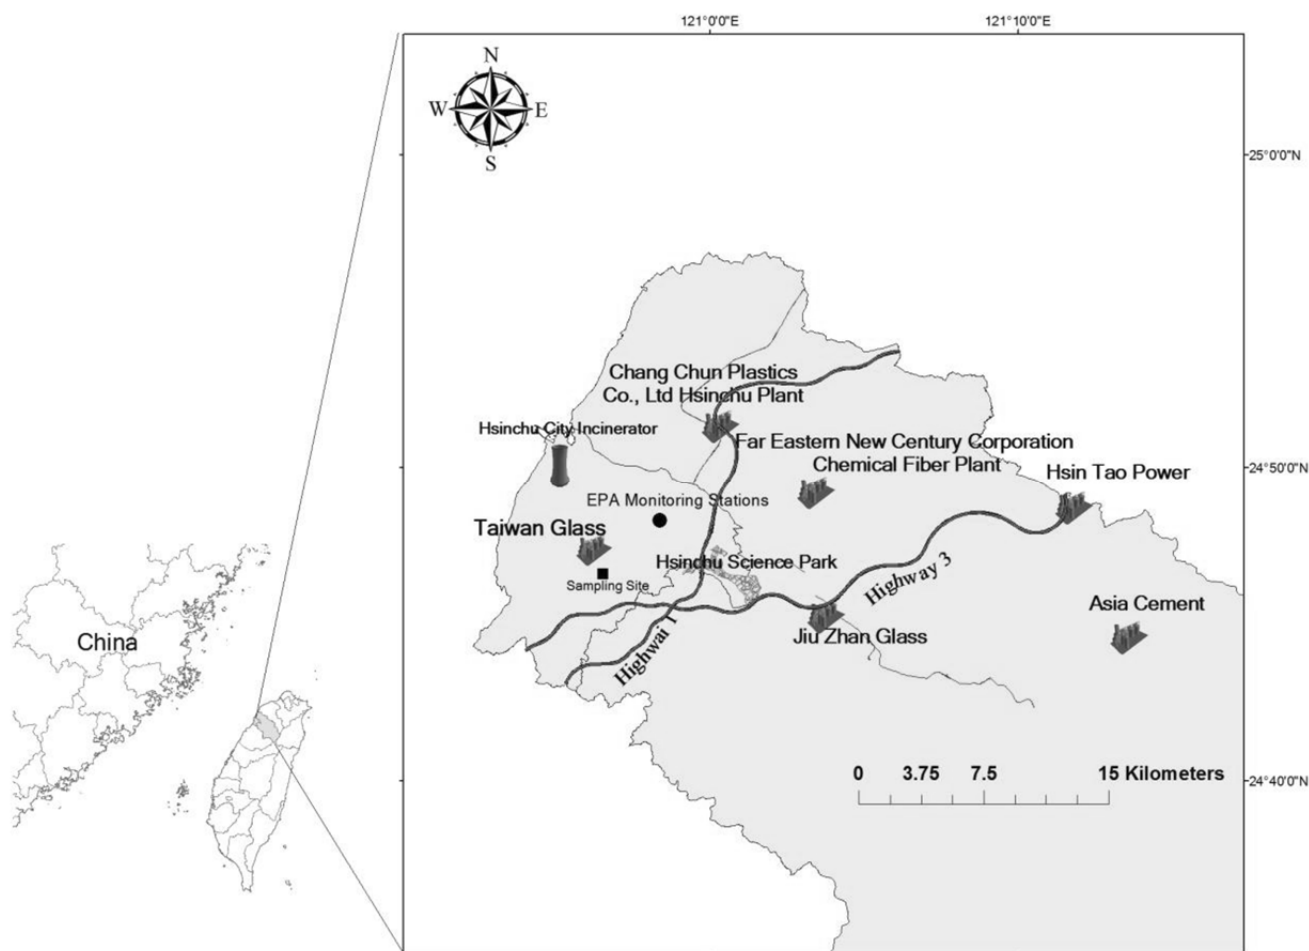 121°0'0"E
121°10'0"E
N
W
E
S
25°0'0"N
Chang Chun Plastics
Co., Ltd Hsinchu Plant
Hsinchu City Incinerator
Far Eastern New Century Corporation
Chemical Fiber Plant
Hsin Tao Power
24°50'0"N
EPA Monitoring Stations
Taiwan Glass
Hsinchu Science Park
Sampling Site
Highway 3
Asia Cement
Jiu Zhan Glass
Highwai 1
China
0
3.75
7.5
15 Kilometers
24°40'0"N